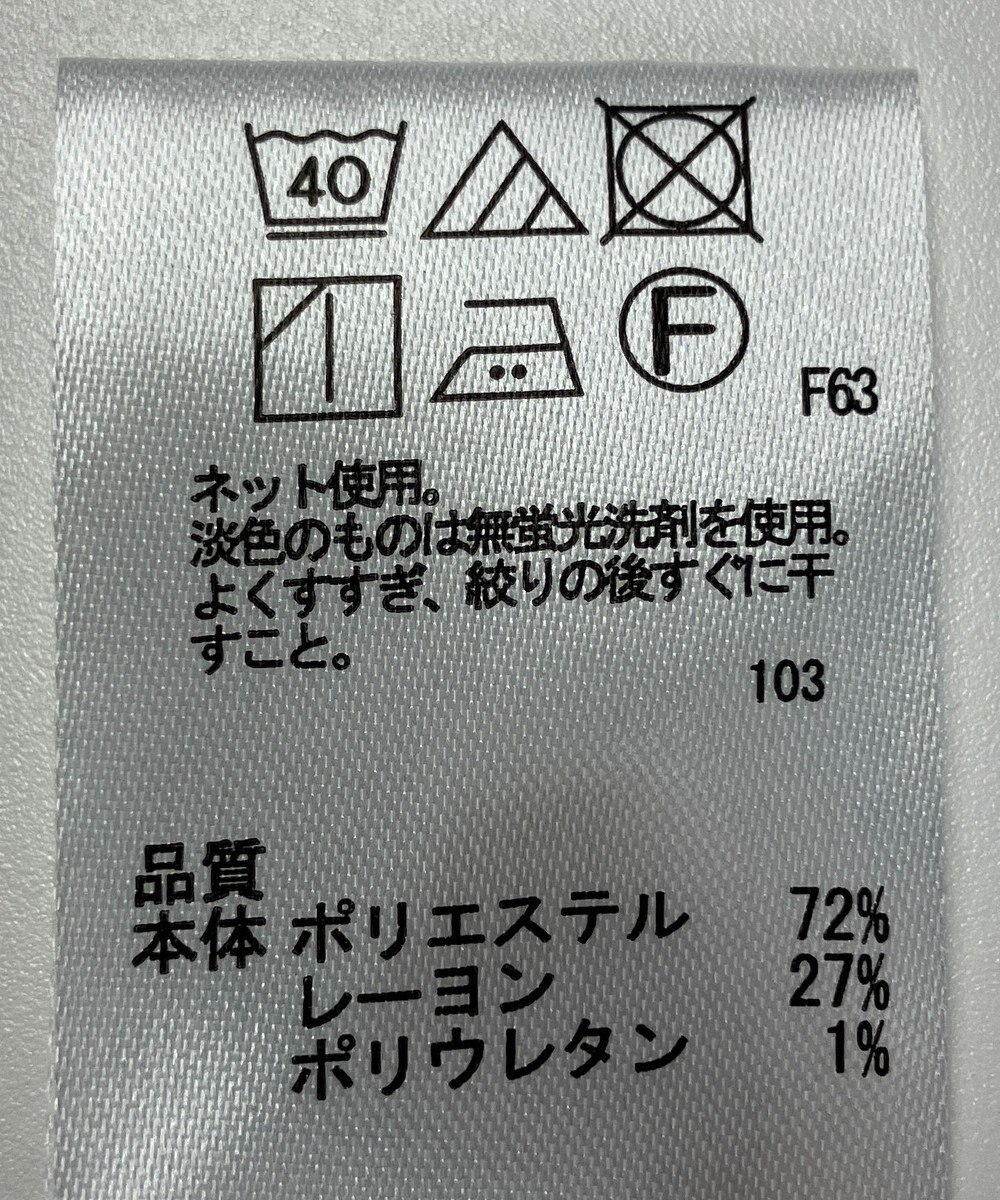 40
F
F63
ネット使用。
淡色のものは無蛍光洗剤を使用。
よくすすぎ、絞りの後すぐに干
すこと。
103
品質
本体 ポリエステル 72%
レーヨン 27%
ポリウレタン 1%